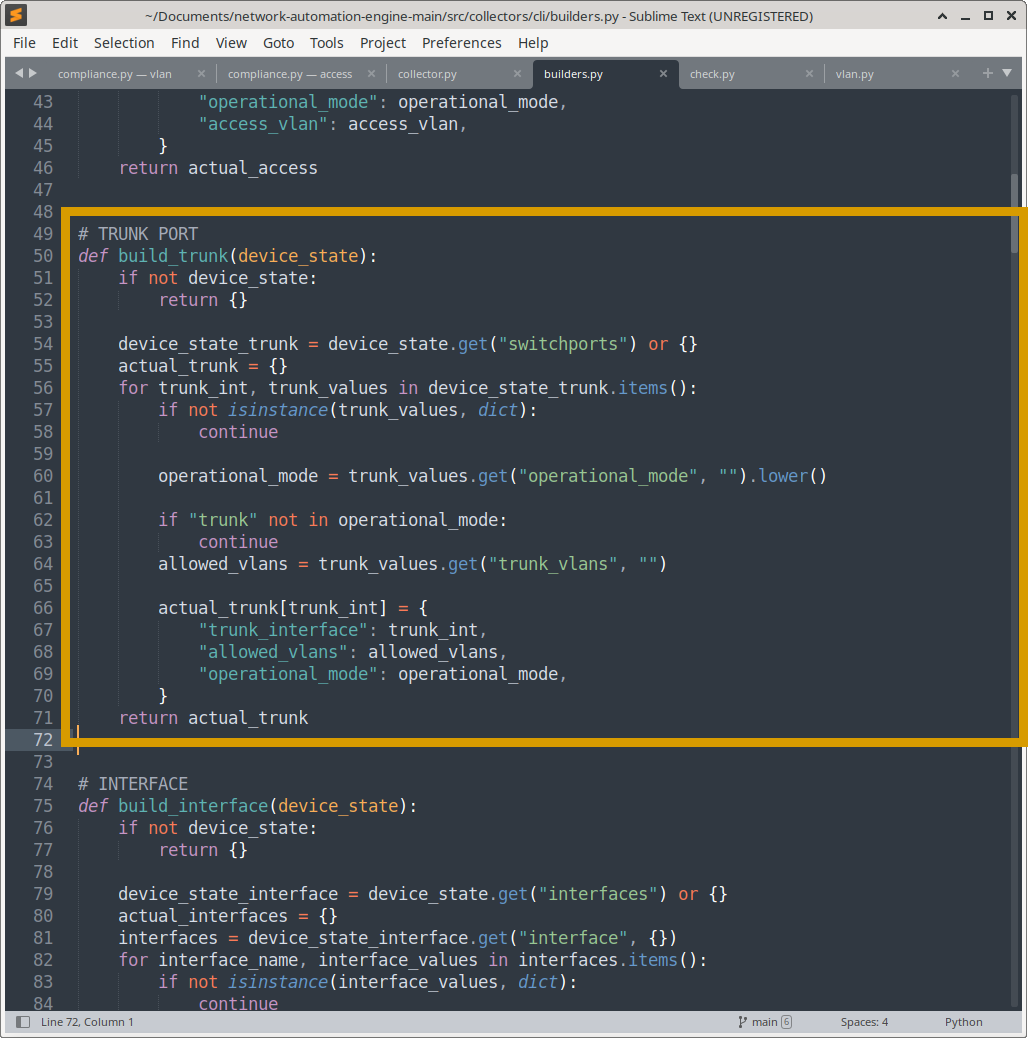 ~/Documents/network-automation-engine-main/src/collectors/cli/builders.py - Sublime Text (UNREGISTERED)
File Edit Selection Find View Goto Tools Project Preferences Help
compliance.py — vlan × compliance.py — access × collector.py × builders.py × check.py × vlan.py ×
43 "operational_mode": operational_mode,
44 "access_vlan": access_vlan,
45 }
46 return actual_access
47
48
49 # TRUNK PORT
50 def build_trunk(device_state):
51 if not device_state:
52 return {}
53
54 device_state_trunk = device_state.get("switchports") or {}
55 actual_trunk = {}
56 for trunk_int, trunk_values in device_state_trunk.items():
57 if not isinstance(trunk_values, dict):
58 continue
59
60 operational_mode = trunk_values.get("operational_mode", "").lower()
61
62 if "trunk" not in operational_mode:
63 continue
64 allowed_vlans = trunk_values.get("trunk_vlans", "")
65
66 actual_trunk[trunk_int] = {
67 "trunk_interface": trunk_int,
68 "allowed_vlans": allowed_vlans,
69 "operational_mode": operational_mode,
70 }
71 return actual_trunk
72
73
74 # INTERFACE
75 def build_interface(device_state):
76 if not device_state:
77 return {}
78
79 device_state_interface = device_state.get("interfaces") or {}
80 actual_interfaces = {}
81 interfaces = device_state_interface.get("interface", {})
82 for interface_name, interface_values in interfaces.items():
83 if not isinstance(interface_values, dict):
84 continue
Line 72, Column 1 main 6 Spaces: 4 Python